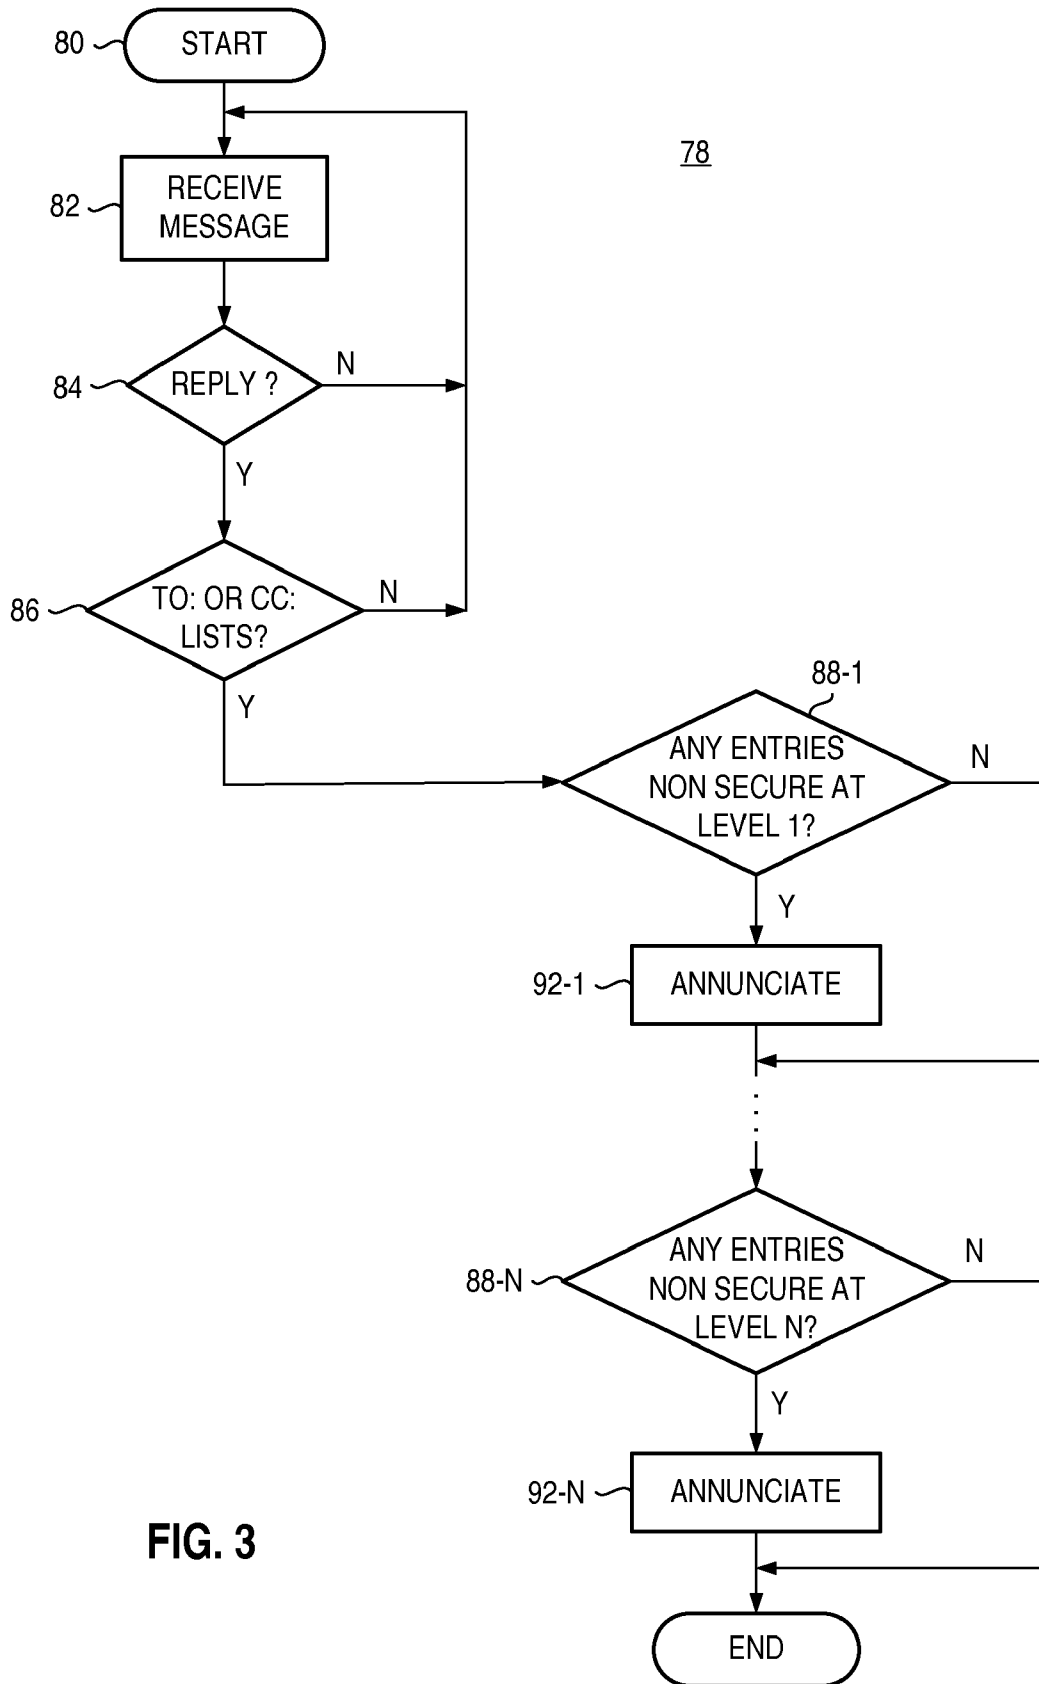 80
START
78
82
RECEIVE
MESSAGE
84
REPLY ?
N
Y
86
TO: OR CC:
LISTS?
N
Y
88-1
ANY ENTRIES
NON SECURE AT
LEVEL 1?
N
Y
92-1
ANNUNCIATE
88-N
ANY ENTRIES
NON SECURE AT
LEVEL N?
N
Y
92-N
ANNUNCIATE
FIG. 3
END